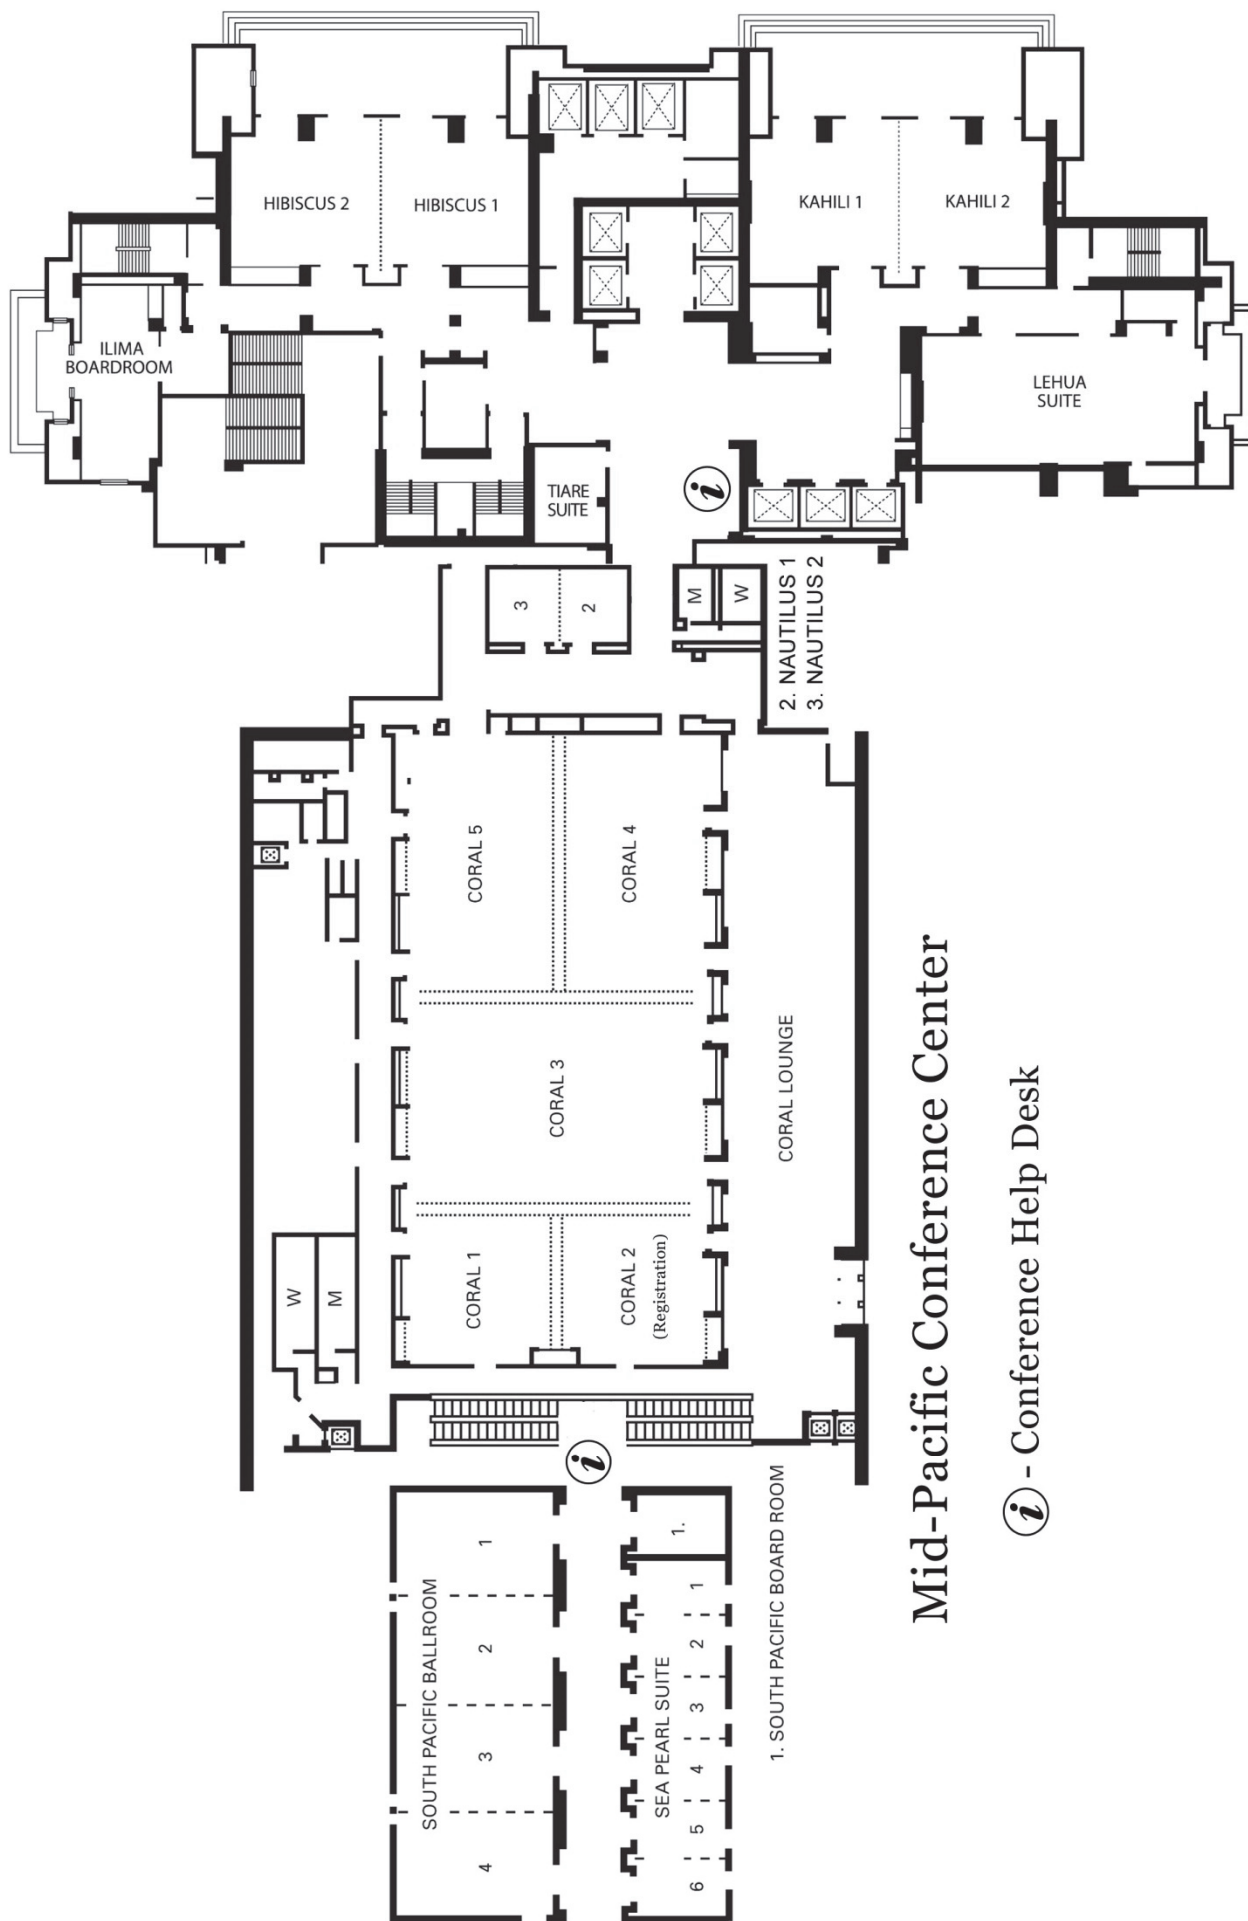 HIBISCUS 2
HIBISCUS 1
KAHILI 1
KAHILI 2
ILIMA
BOARDROOM
LEHUA
SUITE
TIARE
SUITE
i
3
2
M
W
2. NAUTILUS 1
3. NAUTILUS 2
CORAL 5
CORAL 4
CORAL 3
CORAL LOUNGE
W
M
CORAL 1
CORAL 2
(Registration)
i
SOUTH PACIFIC BALLROOM
1
2
3
4
1.
SEA PEARL SUITE
1
2
3
4
5
6
1. SOUTH PACIFIC BOARD ROOM
Mid-Pacific Conference Center
i - Conference Help Desk